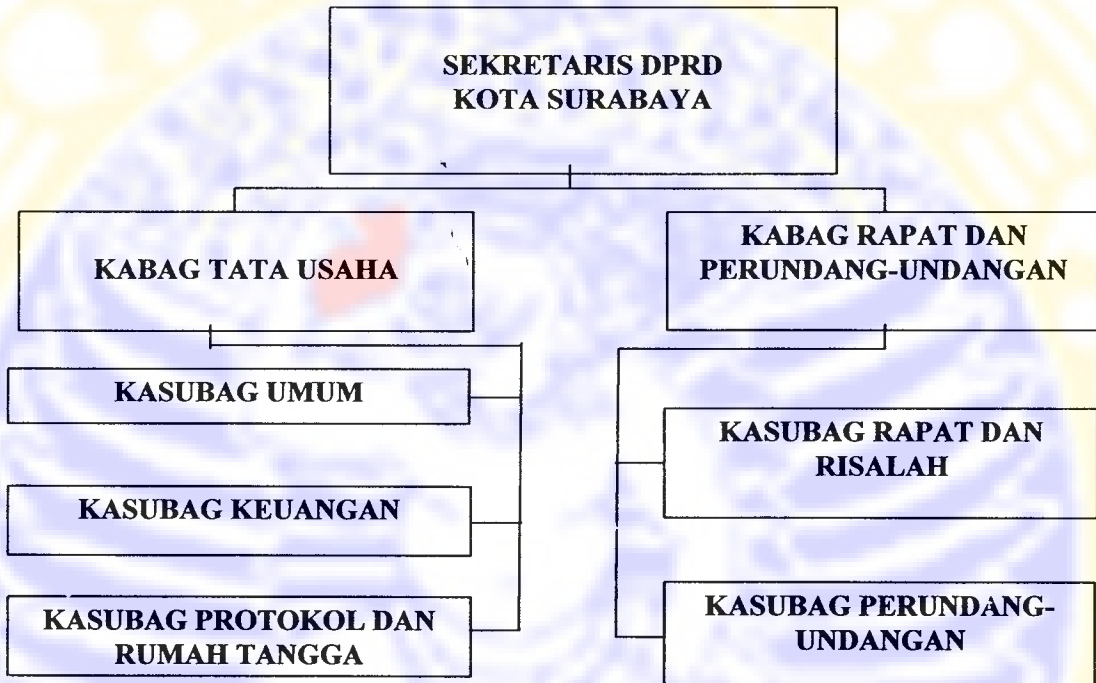 SEKRETARIS DPRD
KOTA SURABAYA
KABAG TATA USAHA
KABAG RAPAT DAN
PERUNDANG-UNDANGAN
KASUBAG UMUM
KASUBAG KEUANGAN
KASUBAG PROTOKOL DAN
RUMAH TANGGA
KASUBAG RAPAT DAN
RISALAH
KASUBAG PERUNDANG-
UNDANGAN